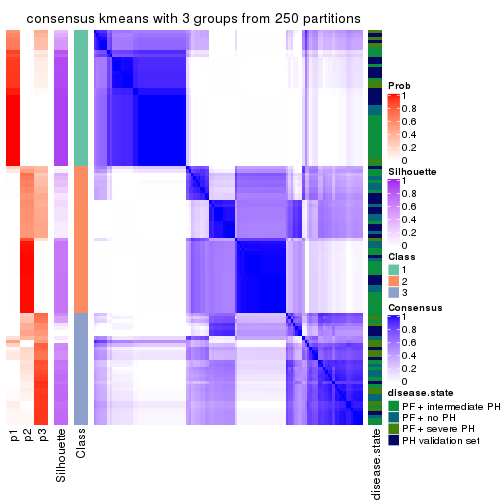 consensus kmeans with 3 groups from 250 partitions
Prob
1
0.8
0.6
0.4
0.2
0
Silhouette
1
0.8
0.6
0.4
0.2
0
Class
1
2
3
Consensus
1
0.8
0.6
0.4
0.2
0
disease.state
PF + intermediate PH
PF + no PH
PF + severe PH
PH validation set
p1
p2
p3
Silhouette
Class
disease.state